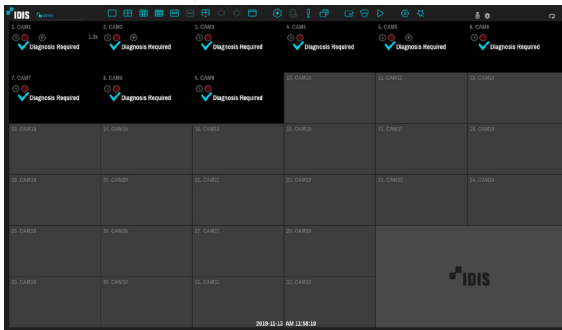 IDIS
1. CAM1 2. CAM2 3. CAM3 4. CAM4 5. CAM5 6. CAM6
1.0x
Diagnosis Required Diagnosis Required Diagnosis Required Diagnosis Required Diagnosis Required Diagnosis Required
7. CAM7 8. CAM8 9. CAM9 10. CAM10 11. CAM11 12. CAM12
Diagnosis Required Diagnosis Required Diagnosis Required
13. CAM13 14. CAM14 15. CAM15 16. CAM16 17. CAM17 18. CAM18
19. CAM19 20. CAM20 21. CAM21 22. CAM22 23. CAM23 24. CAM24
25. CAM25 26. CAM26 27. CAM27 28. CAM28
IDIS
29. CAM29 30. CAM30 31. CAM31 32. CAM32
2019-11-13 AM 11:58:10